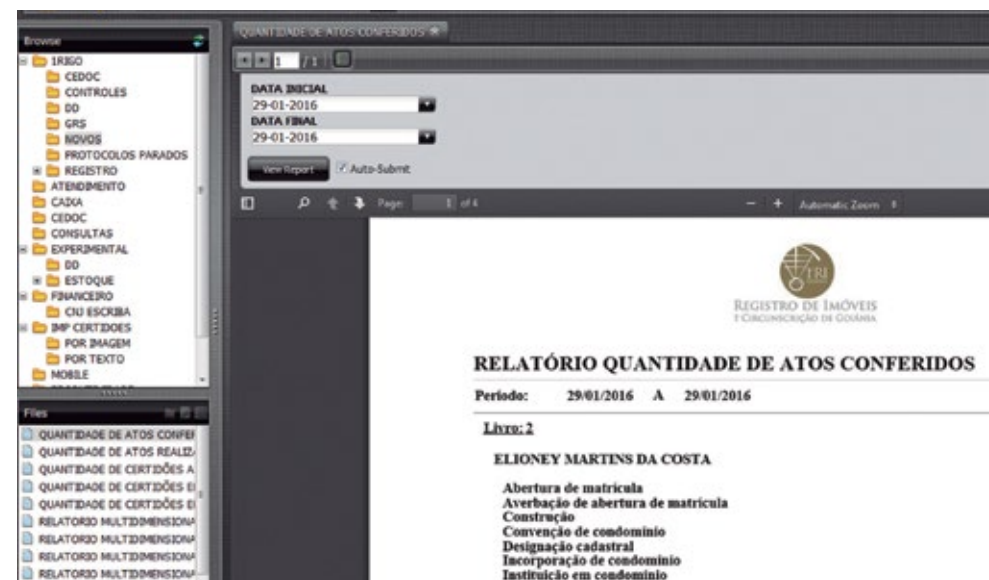 Browse
1RIGO
CEDOC
CONTROLES
DD
GRS
NOVOS
PROTOCOLOS PARADOS
REGISTRO
ATENDIMENTO
CAIXA
CEDOC
CONSULTAS
EXPERIMENTAL
DD
ESTOQUE
FINANCEIRO
CNJ ESCRIBA
IMP CERTIDOES
POR IMAGEM
POR TEXTO
MOBILE
Files
QUANTIDADE DE ATOS CONFER
QUANTIDADE DE ATOS REALIZA
QUANTIDADE DE CERTIDÕES A
QUANTIDADE DE CERTIDÕES E
QUANTIDADE DE CERTIDÕES E
RELATORIO MULTIDIMENSIONA
RELATORIO MULTIDIMENSIONA
RELATORIO MULTIDIMENSIONA
RELATORIO MULTIDIMENSIONA
QUANTIDADE DE ATOS CONFERIDOS
1 / 1
DATA INICIAL
29-01-2016
DATA FINAL
29-01-2016
View Report Auto-Submit
Page: 1 of 4 Automatic Zoom
1RI
REGISTRO DE IMÓVEIS
1ª CIRCUNSCRIÇÃO DE GOIÂNIA
RELATÓRIO QUANTIDADE DE ATOS CONFERIDOS
Período: 29/01/2016 A 29/01/2016
Livro: 2
ELIONEY MARTINS DA COSTA
Abertura de matrícula
Averbação de abertura de matrícula
Construção
Convenção de condomínio
Designação cadastral
Incorporação de condomínio
Instituição em condomínio